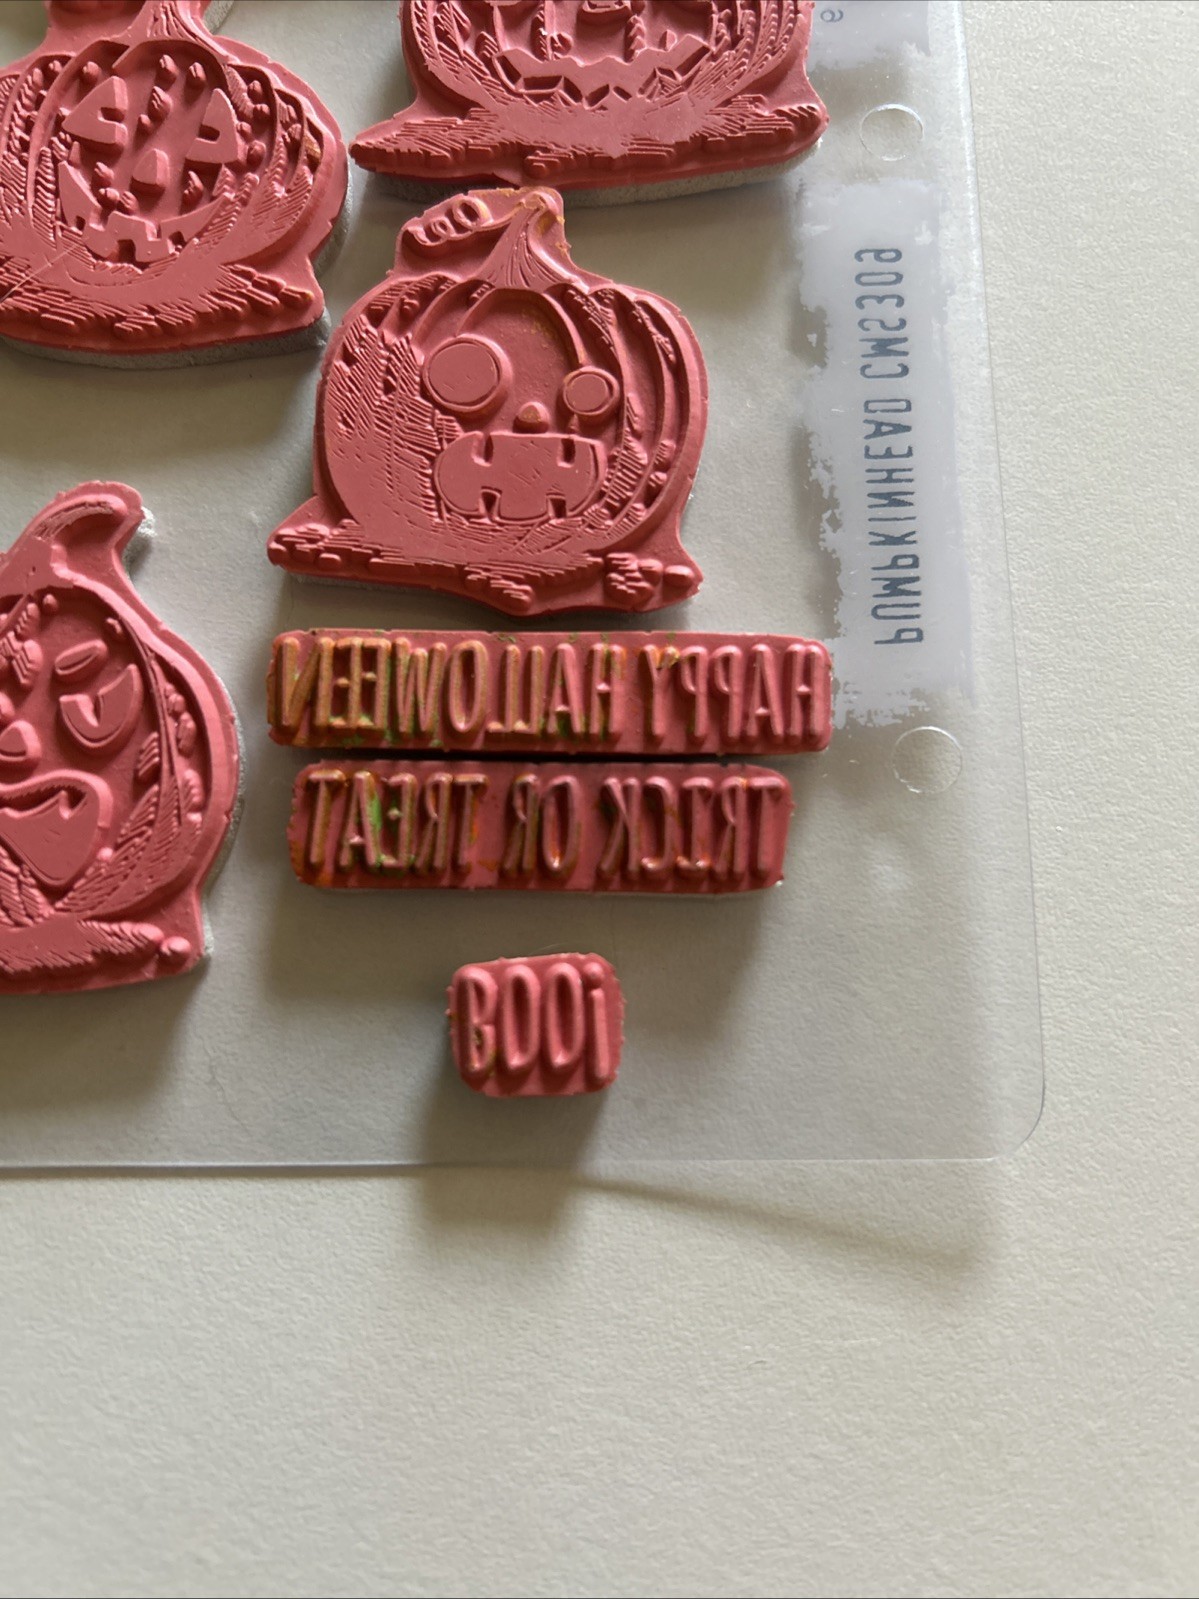 PUMPKINHEAD CMS309
HAPPY HALLOWEEN
TRICK OR TREAT
BOO!